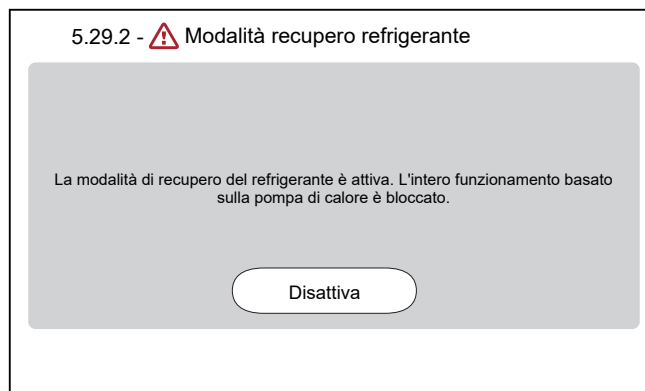 5.29.2 - Modalità recupero refrigerante
La modalità di recupero del refrigerante è attiva. L'intero funzionamento basato
sulla pompa di calore è bloccato.
Disattiva